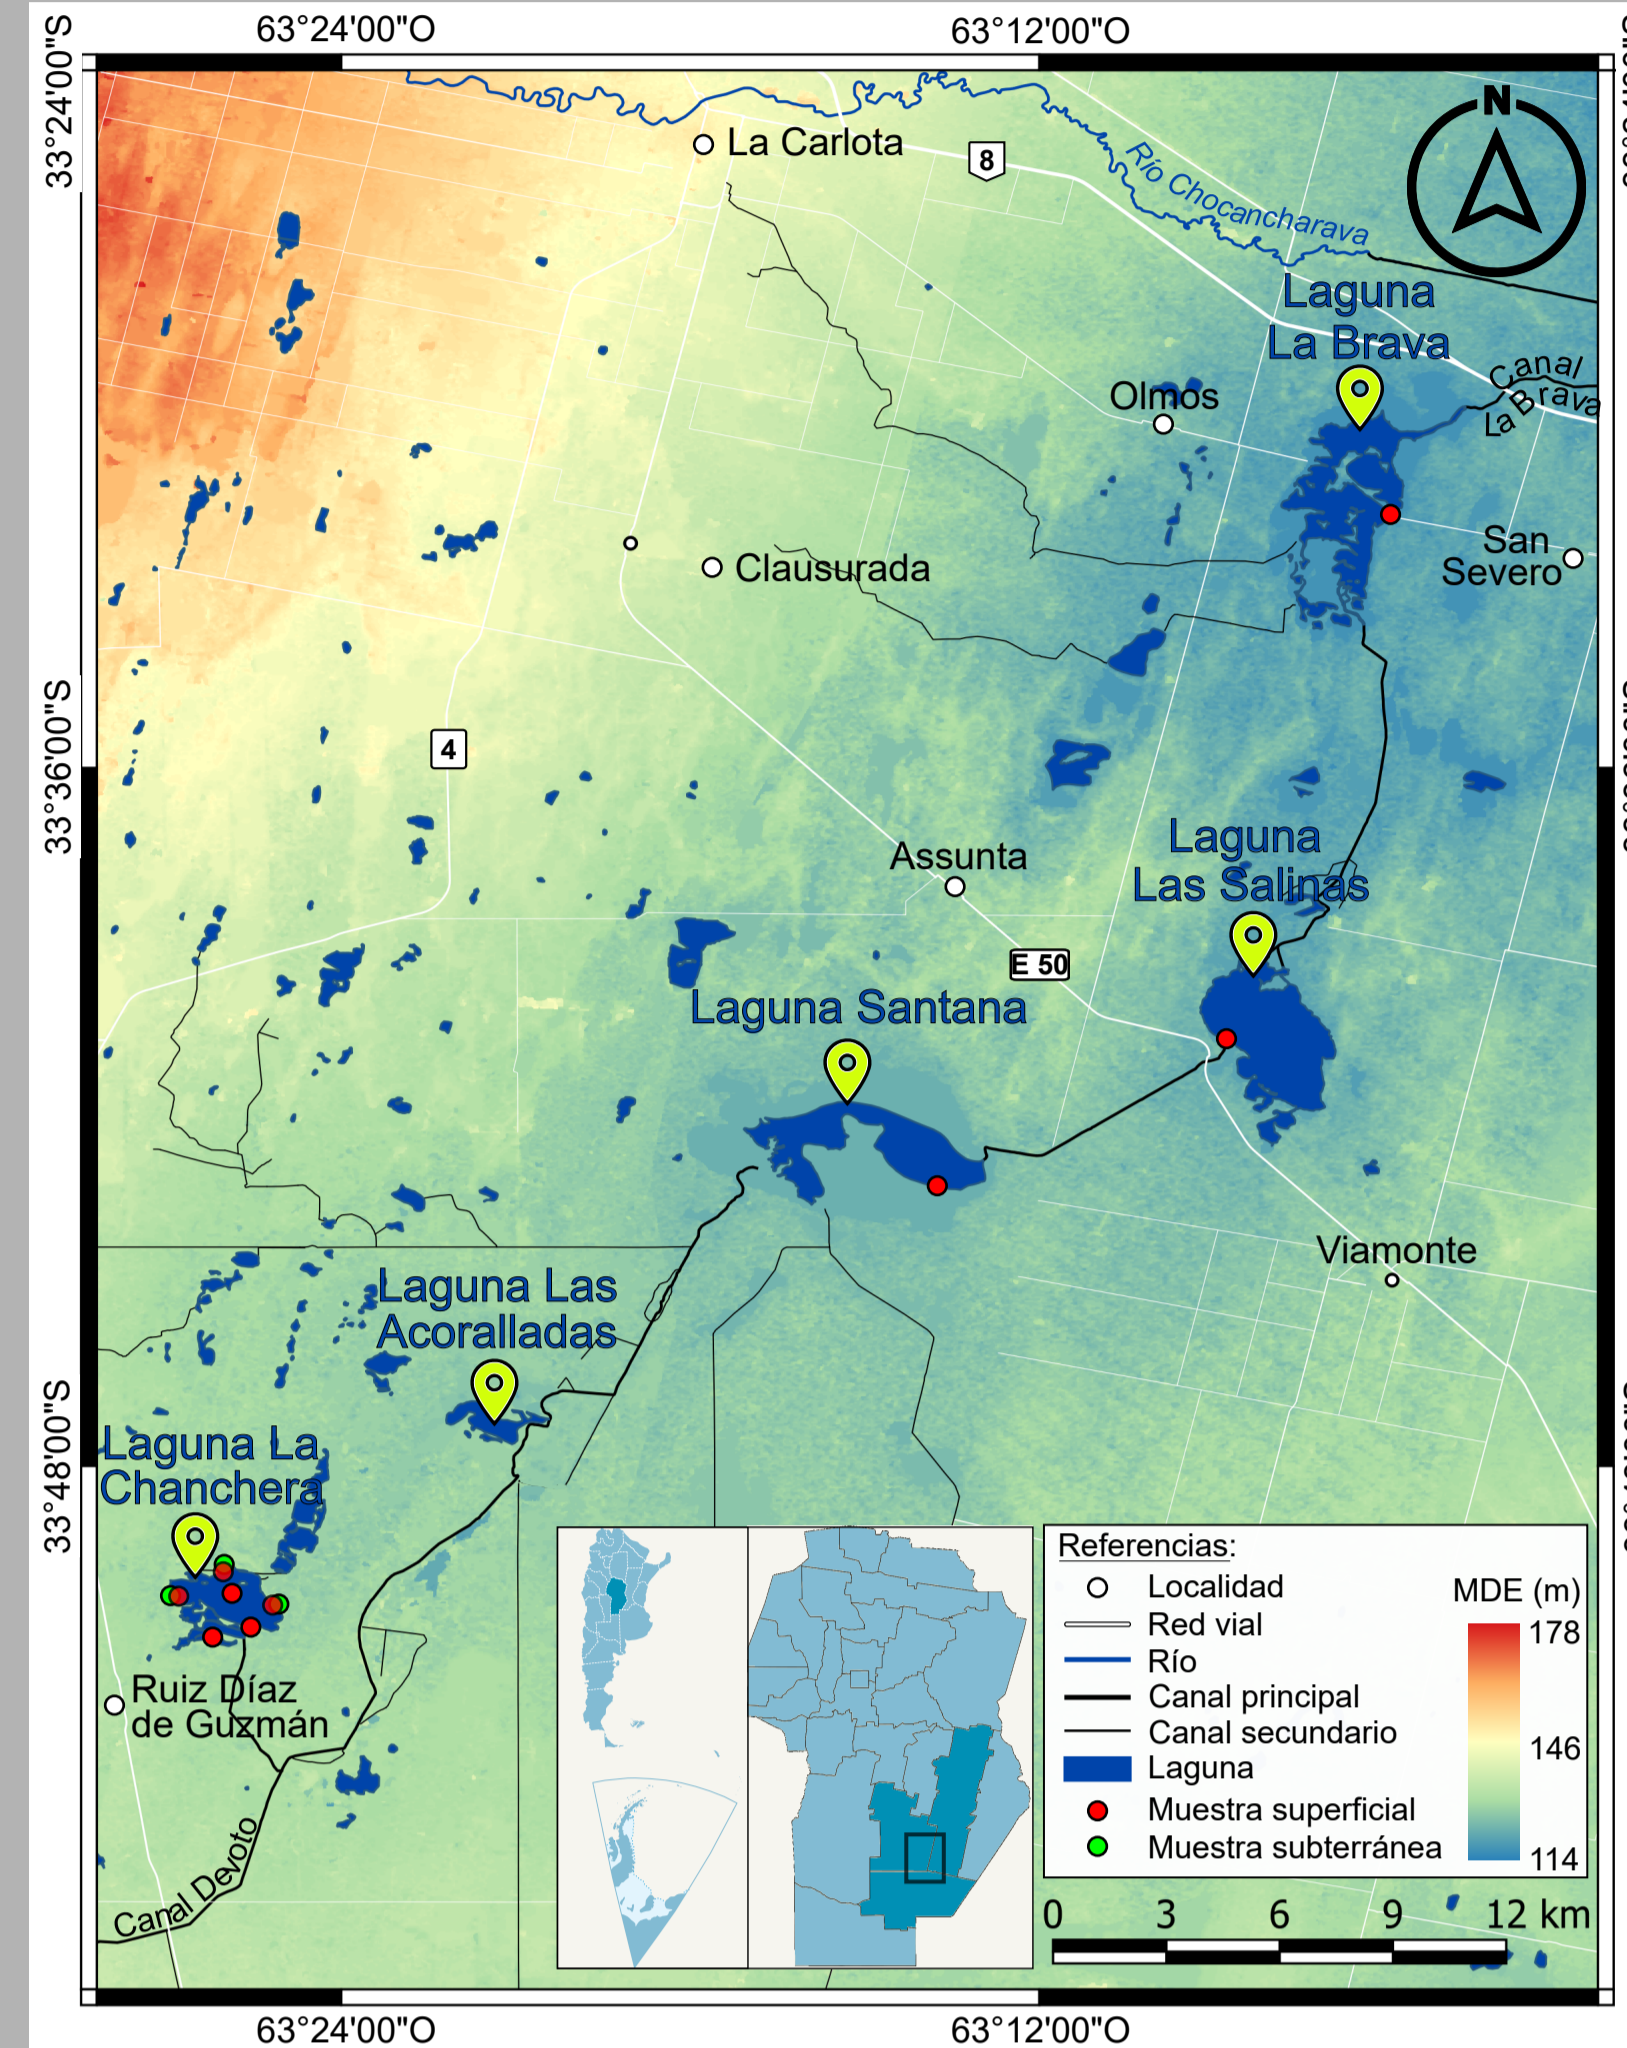 63°24'00"O
63°12'00"O
33°24'00"S
N
La Carlota
8
Río Chocancharava
Laguna
La Brava
Canal
La Brava
Olmos
San
Severo
Clausurada
33°36'00"S
4
Laguna
Las Salinas
Assunta
E 50
Laguna Santana
Viamonte
Laguna Las
Acoralladas
33°48'00"S
Laguna La
Chanchera
Ruiz Díaz
de Guzmán
Canal Devoto
Referencias:
Localidad
Red vial
Río
Canal principal
Canal secundario
Laguna
Muestra superficial
Muestra subterránea
MDE (m)
178
146
114
0 3 6 9 12 km
63°24'00"O
63°12'00"O